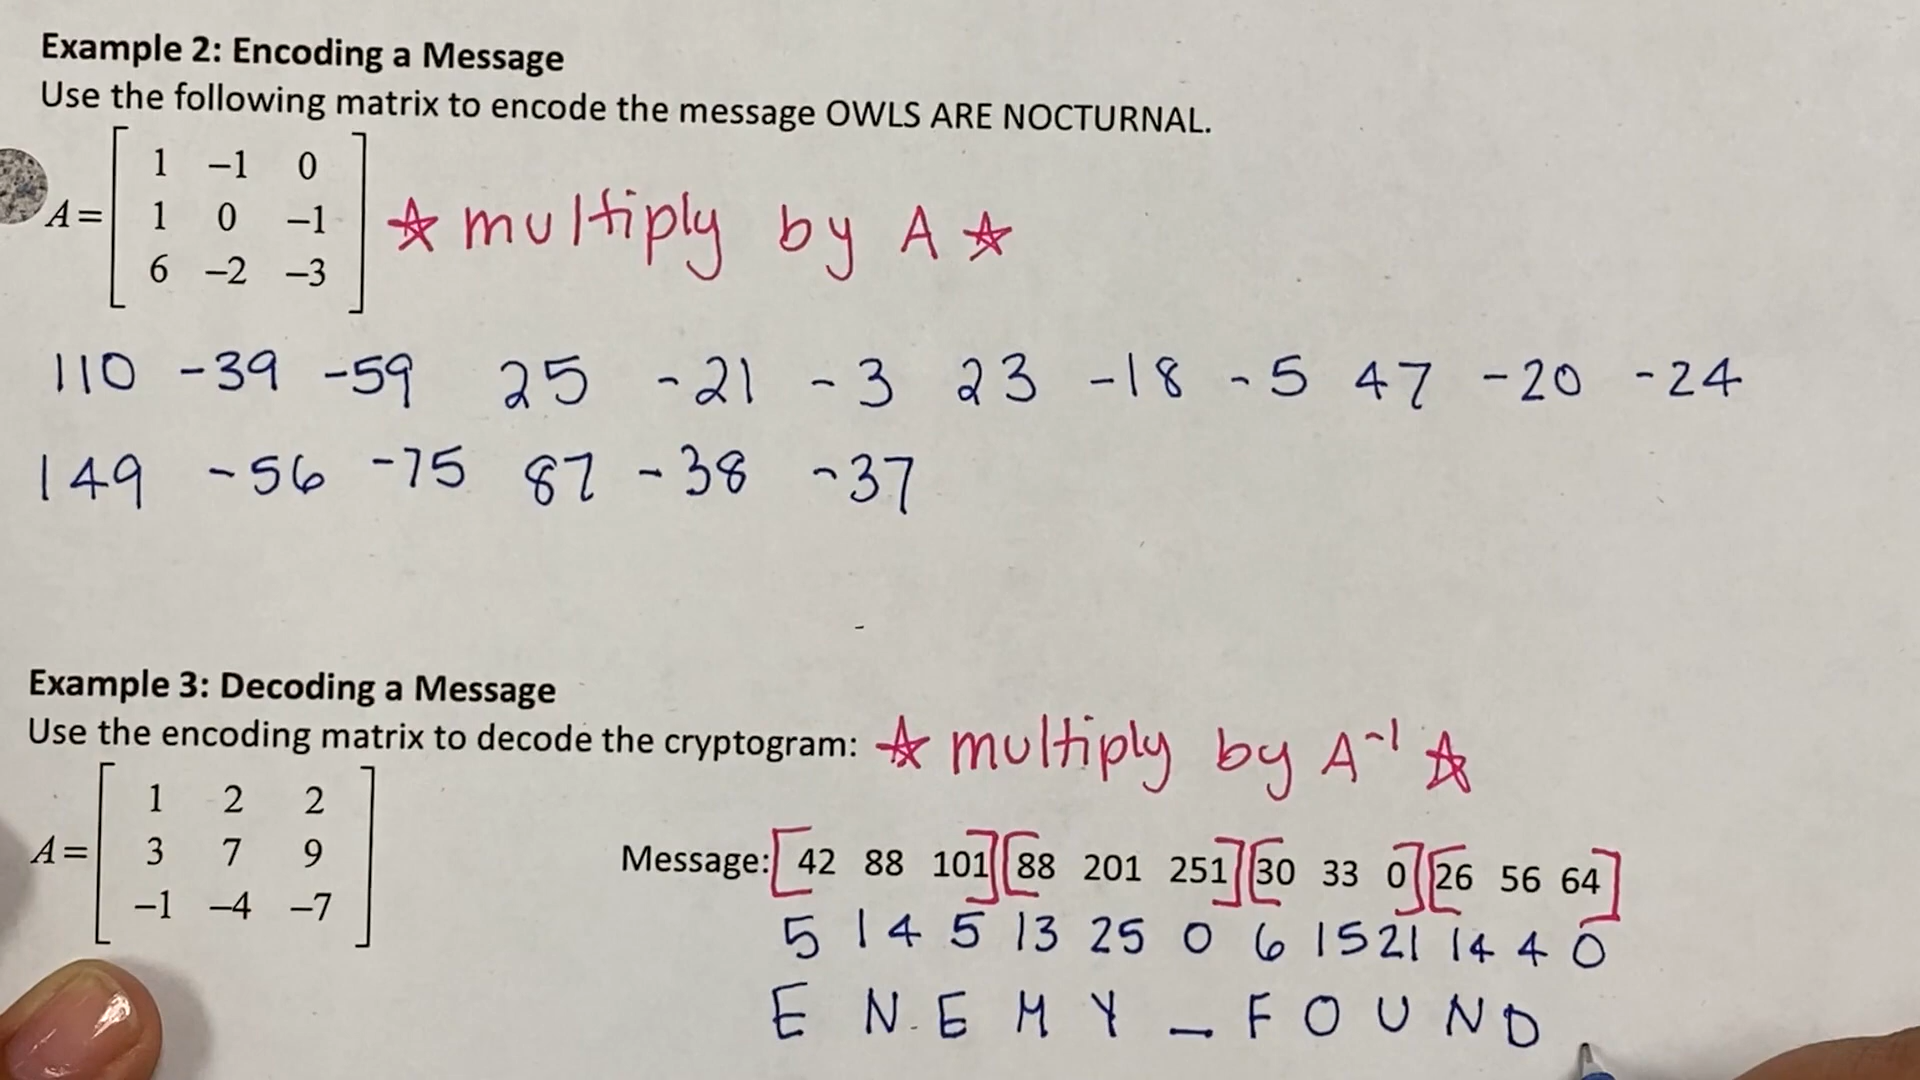 Example 2: Encoding a Message
Use the following matrix to encode the message OWLS ARE NOCTURNAL.
1 −1 0
A= 1 0 −1 ☆ multiply by A ☆
6 −2 −3
110 -39 -59 25 -21 -3 23 -18 -5 47 -20 -24
149 -56 -75 87 -38 -37
Example 3: Decoding a Message
Use the encoding matrix to decode the cryptogram: ☆ multiply by A⁻¹ ☆
1 2 2
A= 3 7 9
−1 −4 −7
Message: [42 88 101][88 201 251][30 33 0][26 56 64]
5 14 5 13 25 0 6 15 21 14 4 0
E N E M Y _ F O U N D